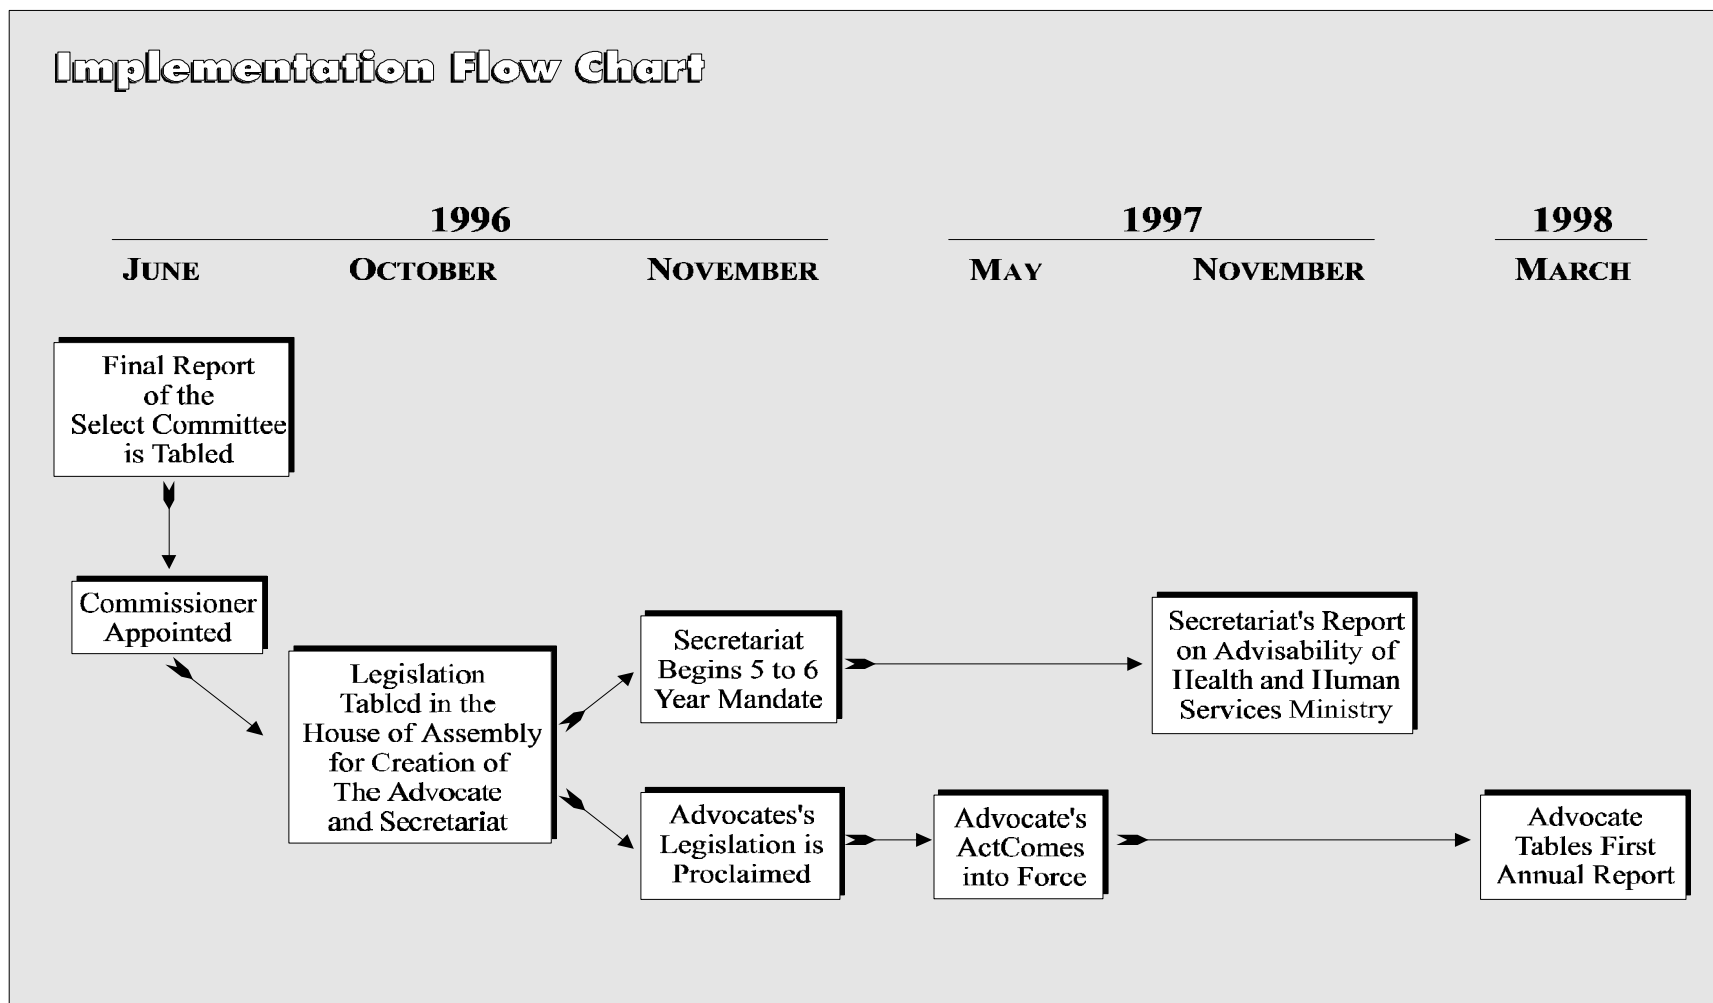 Implementation Flow Chart
1996
1997
1998
JUNE
OCTOBER
NOVEMBER
MAY
NOVEMBER
MARCH
Final Report
of the
Select Committee
is Tabled
Commissioner
Appointed
Legislation
Tabled in the
House of Assembly
for Creation of
The Advocate
and Secretariat
Secretariat
Begins 5 to 6
Year Mandate
Secretariat's Report
on Advisability of
Health and Human
Services Ministry
Advocates's
Legislation is
Proclaimed
Advocate's
ActComes
into Force
Advocate
Tables First
Annual Report